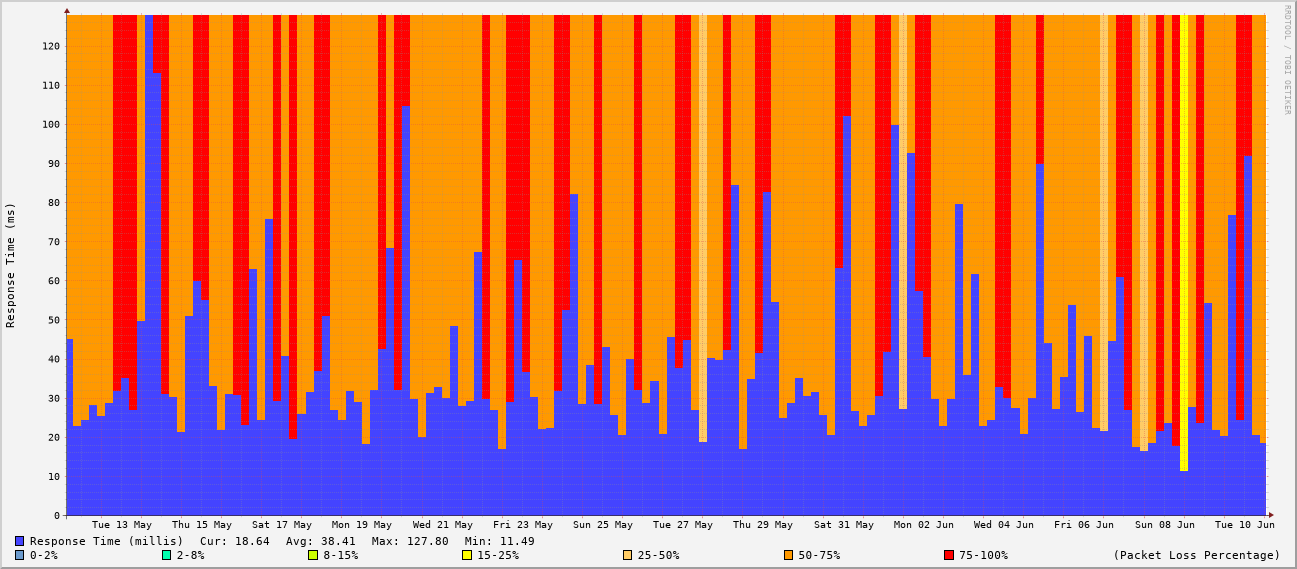 RRDTOOL / TOBI OETIKER
Response Time (ms)
120
110
100
90
80
70
60
50
40
30
20
10
0
Tue 13 May Thu 15 May Sat 17 May Mon 19 May Wed 21 May Fri 23 May Sun 25 May Tue 27 May Thu 29 May Sat 31 May Mon 02 Jun Wed 04 Jun Fri 06 Jun Sun 08 Jun Tue 10 Jun
Response Time (millis) Cur: 18.64 Avg: 38.41 Max: 127.80 Min: 11.49
0-2% 2-8% 8-15% 15-25% 25-50% 50-75% 75-100% (Packet Loss Percentage)